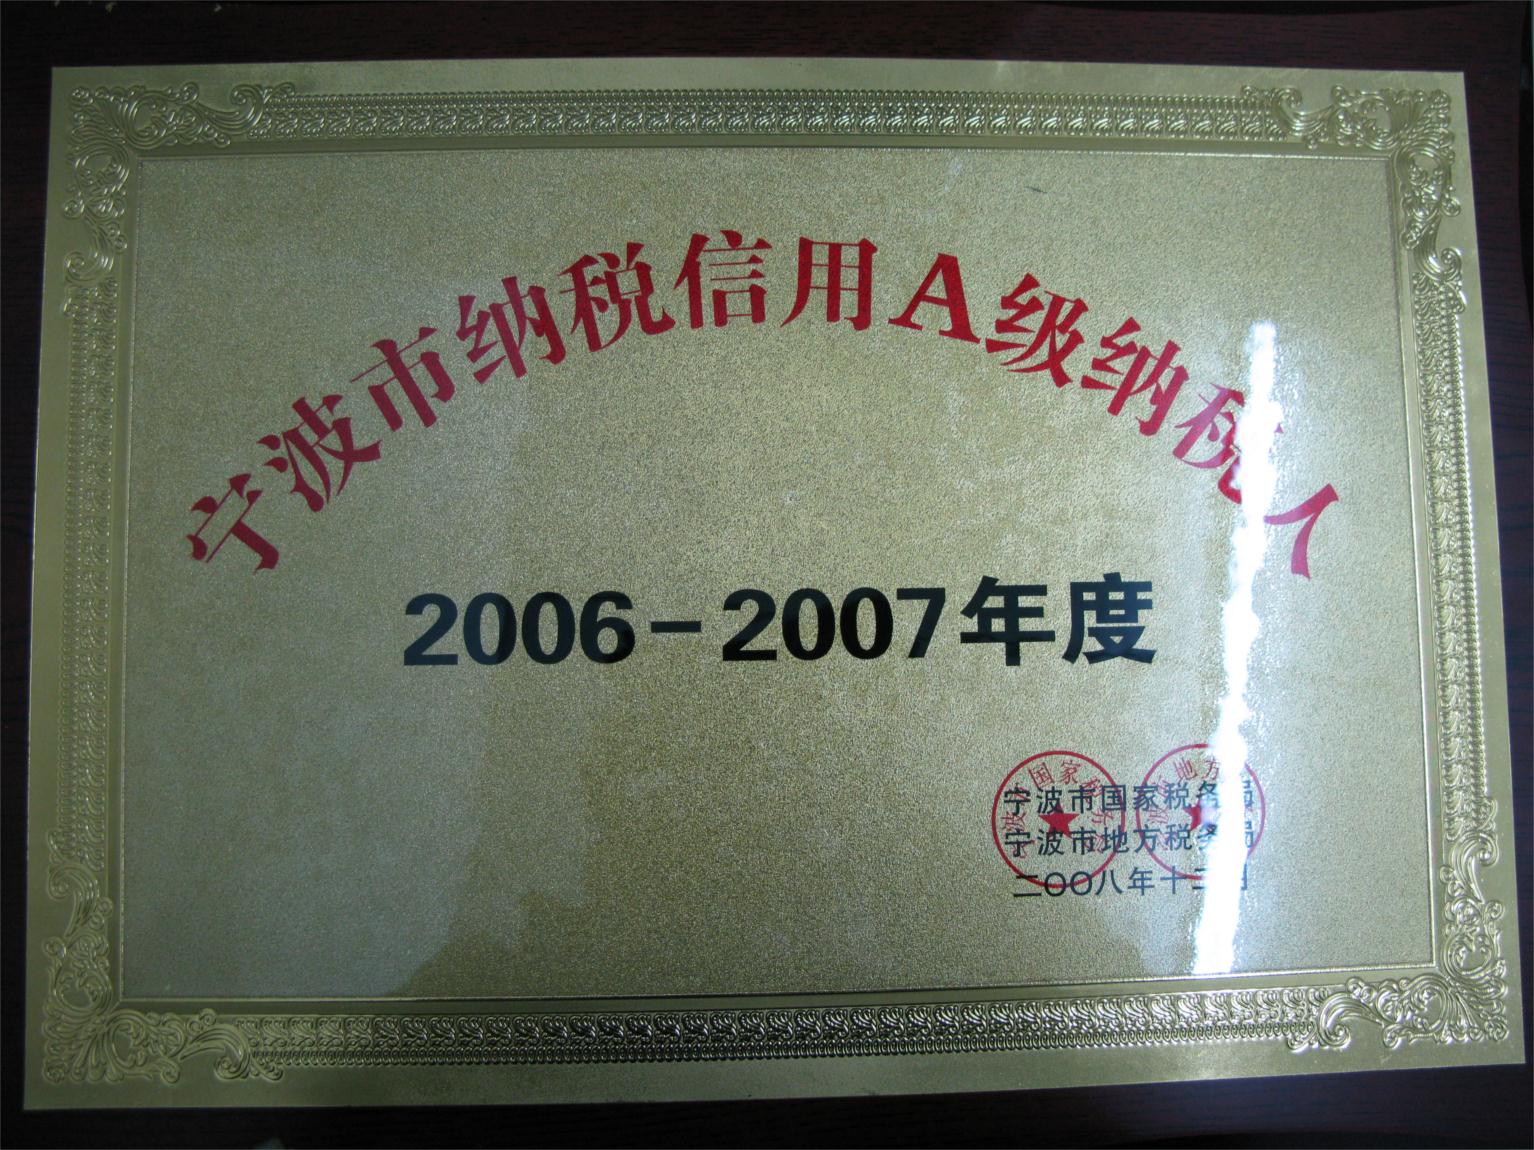 宁波市纳税信用A级纳税人
2006-2007年度
宁波市国家税务局
宁波市地方税务局
二〇〇八年十二月